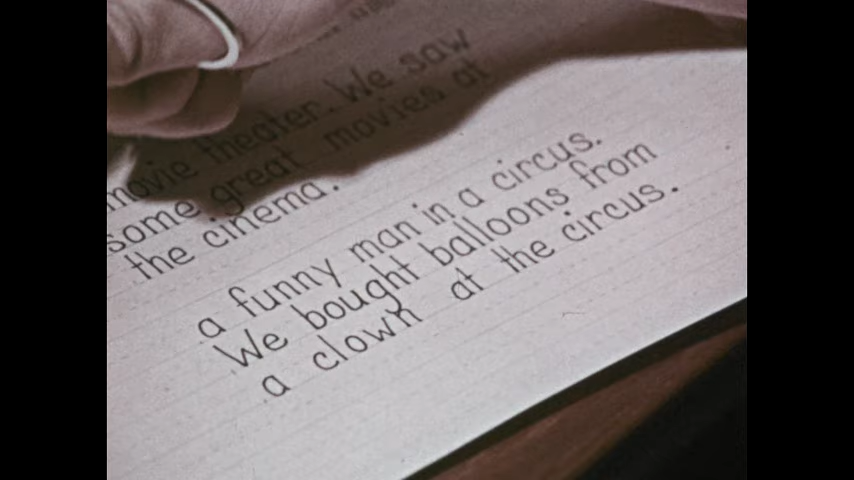 movie theater. We saw
some great movies at
the cinema.
a funny man in a circus.
We bought balloons from
a clown at the circus.